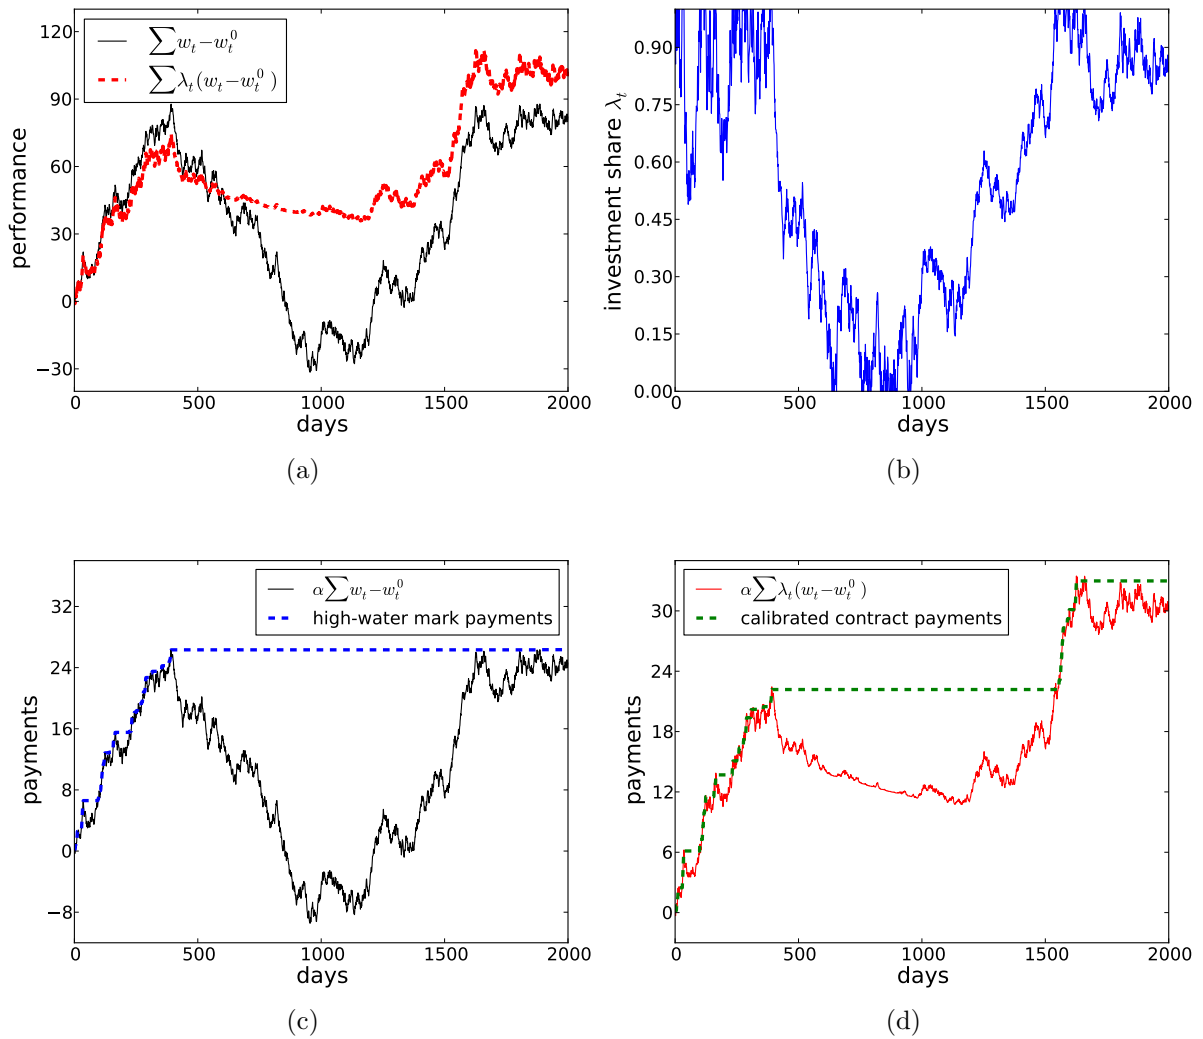 120
90
60
30
0
−30
performance
∑ w_t − w_t^0
∑ λ_t(w_t − w_t^0 )
0 500 1000 1500 2000
days
(a)
0.90
0.75
0.60
0.45
0.30
0.15
0.00
investment share λ_t
0 500 1000 1500 2000
days
(b)
32
24
16
8
0
−8
payments
α∑ w_t − w_t^0
high-water mark payments
0 500 1000 1500 2000
days
(c)
30
24
18
12
6
0
payments
α∑ λ_t(w_t − w_t^0 )
calibrated contract payments
0 500 1000 1500 2000
days
(d)